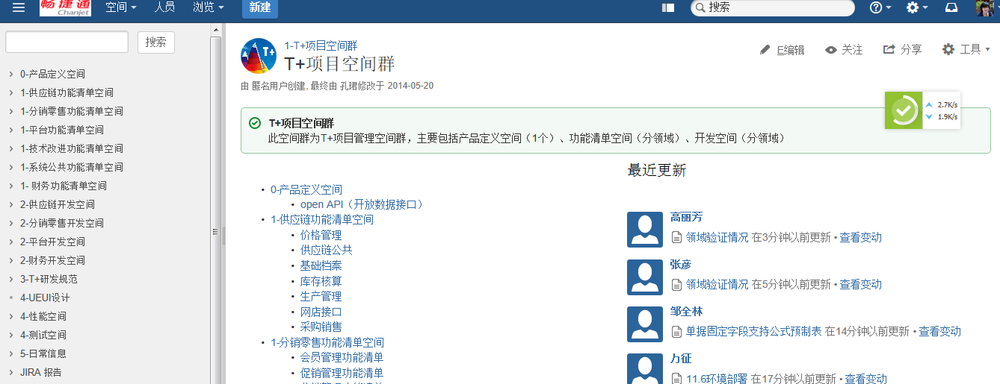 畅捷通
Chanjet
空间 人员 浏览 新建 搜索
搜索
0-产品定义空间
1-供应链功能清单空间
1-分销零售功能清单空间
1-平台功能清单空间
1-技术改进功能清单空间
1-系统公共功能清单空间
1- 财务功能清单空间
2-供应链开发空间
2-分销零售开发空间
2-平台开发空间
2-财务开发空间
3-T+研发规范
4-UEUI设计
4-性能空间
4-测试空间
5-日常信息
JIRA 报告
1-T+项目空间群
T+项目空间群
由 匿名用户创建, 最终由 孔珺修改于 2014-05-20
E编辑 关注 分享 工具
2.7K/s
1.9K/s
T+项目空间群
此空间群为T+项目管理空间群，主要包括产品定义空间（1个）、功能清单空间（分领域）、开发空间（分领域）
0-产品定义空间
open API（开放数据接口）
1-供应链功能清单空间
价格管理
供应链公共
基础档案
库存核算
生产管理
网店接口
采购销售
1-分销零售功能清单空间
会员管理功能清单
促销管理功能清单
最近更新
高丽芳
领域验证情况 在3分钟以前更新 • 查看变动
张彦
领域验证情况 在5分钟以前更新 • 查看变动
邹全林
单据固定字段支持公式预制表 在14分钟以前更新 • 查看变动
万征
11.6环境部署 在17分钟以前更新 • 查看变动